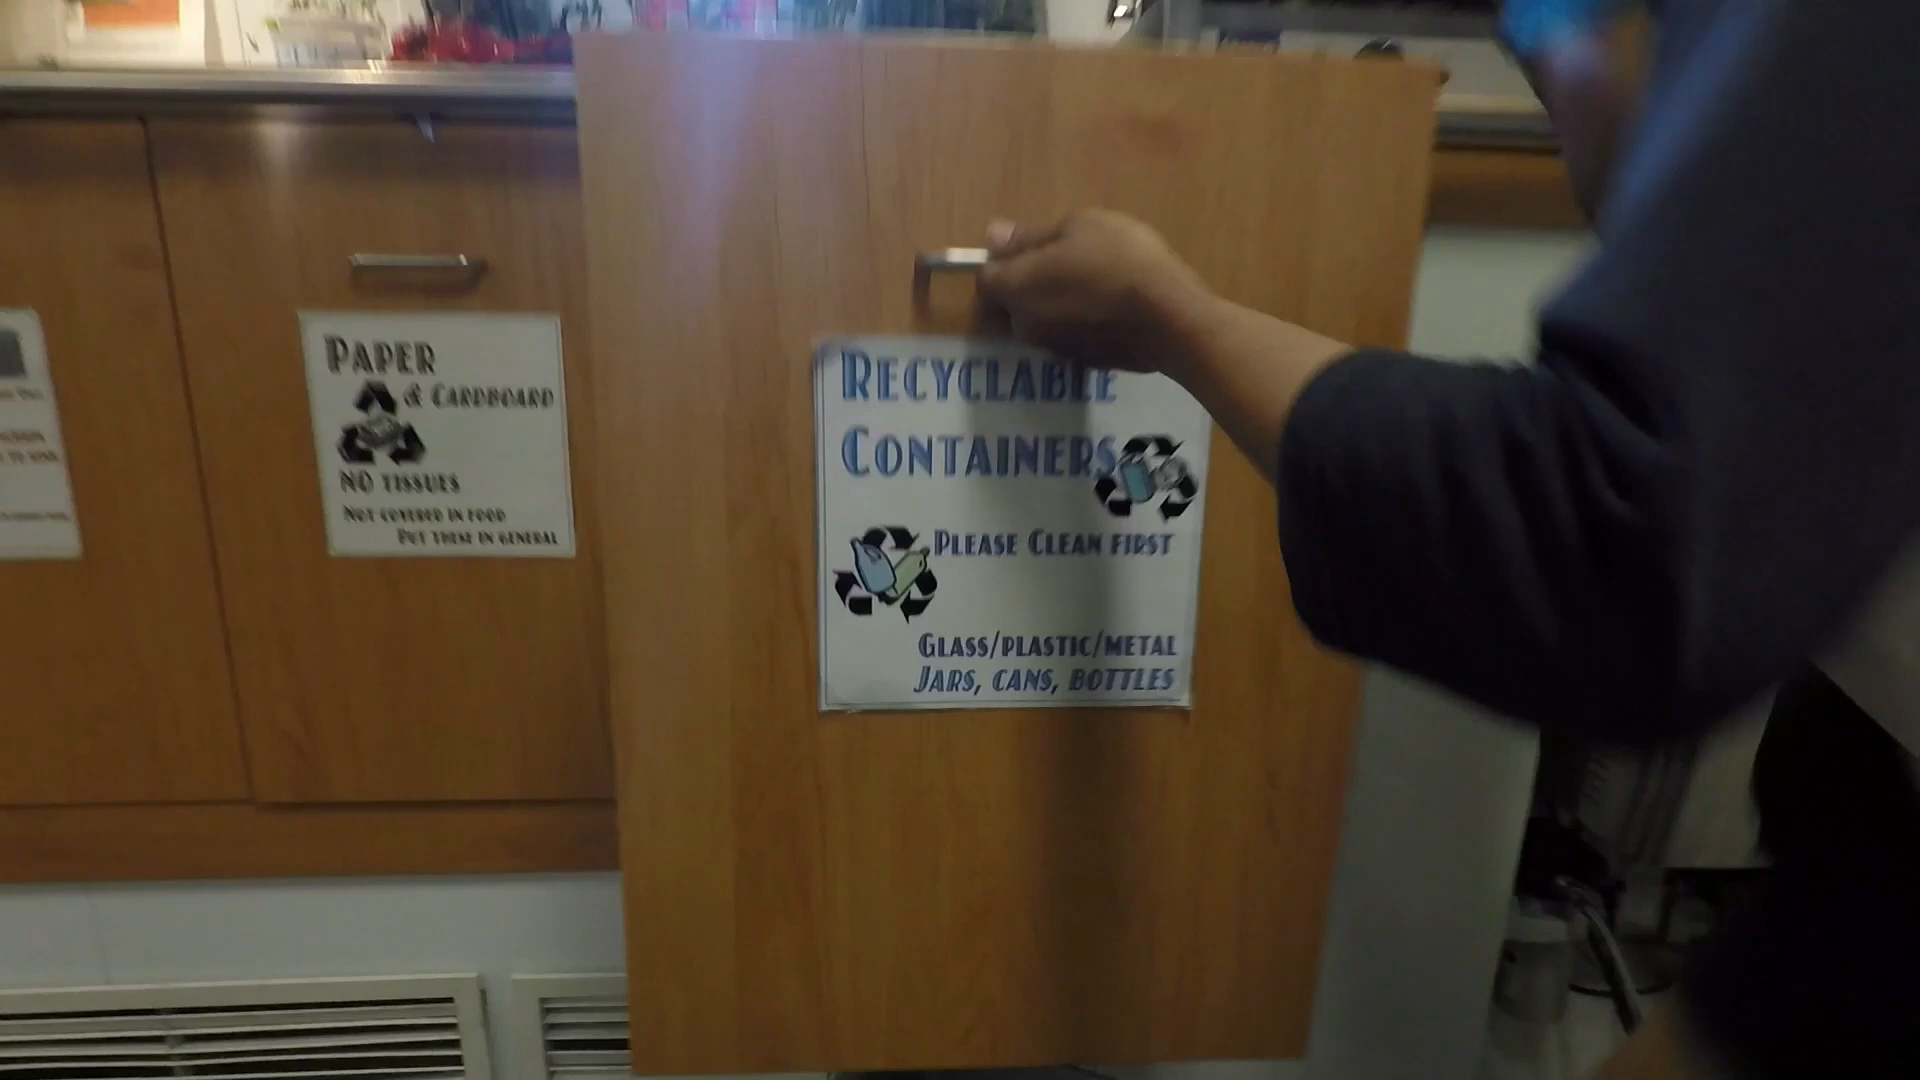 PAPER
& CARDBOARD
NO TISSUES
NOT COVERED IN FOOD
PUT THESE IN GENERAL
RECYCLABLE
CONTAINERS
PLEASE CLEAN FIRST
GLASS/PLASTIC/METAL
JARS, CANS, BOTTLES